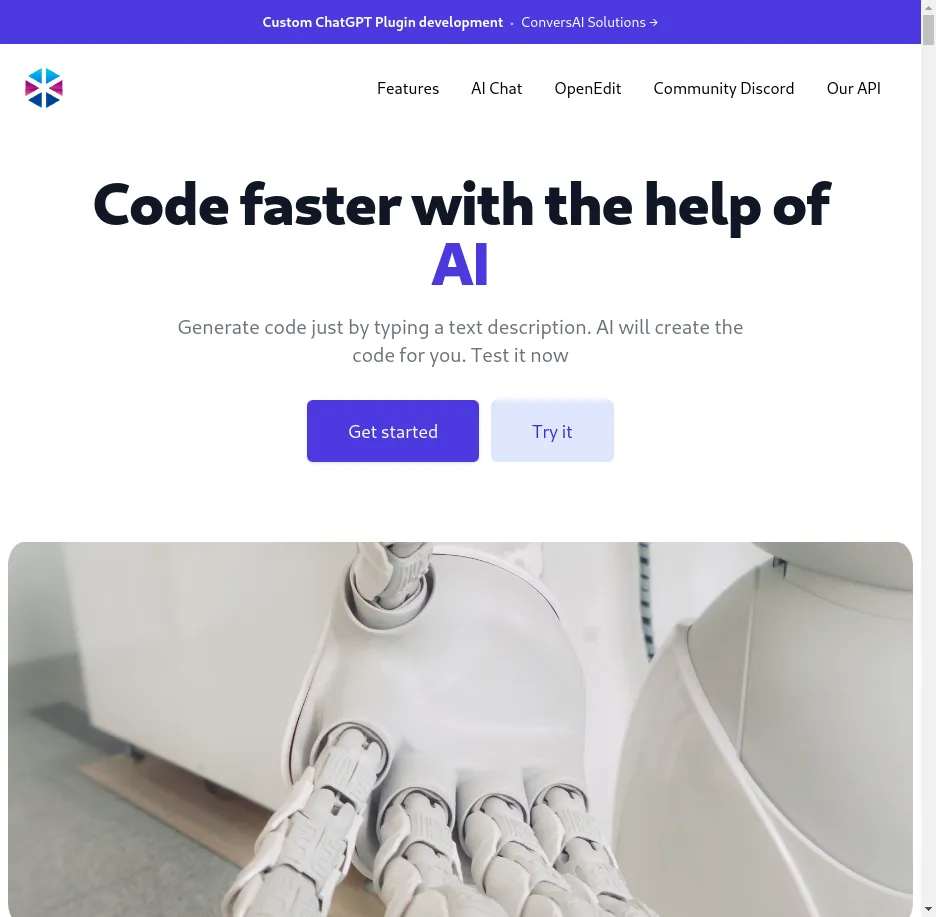 Custom ChatGPT Plugin development · ConversAI Solutions →
Features AI Chat OpenEdit Community Discord Our API
Code faster with the help of
AI
Generate code just by typing a text description. AI will create the
code for you. Test it now
Get started Try it